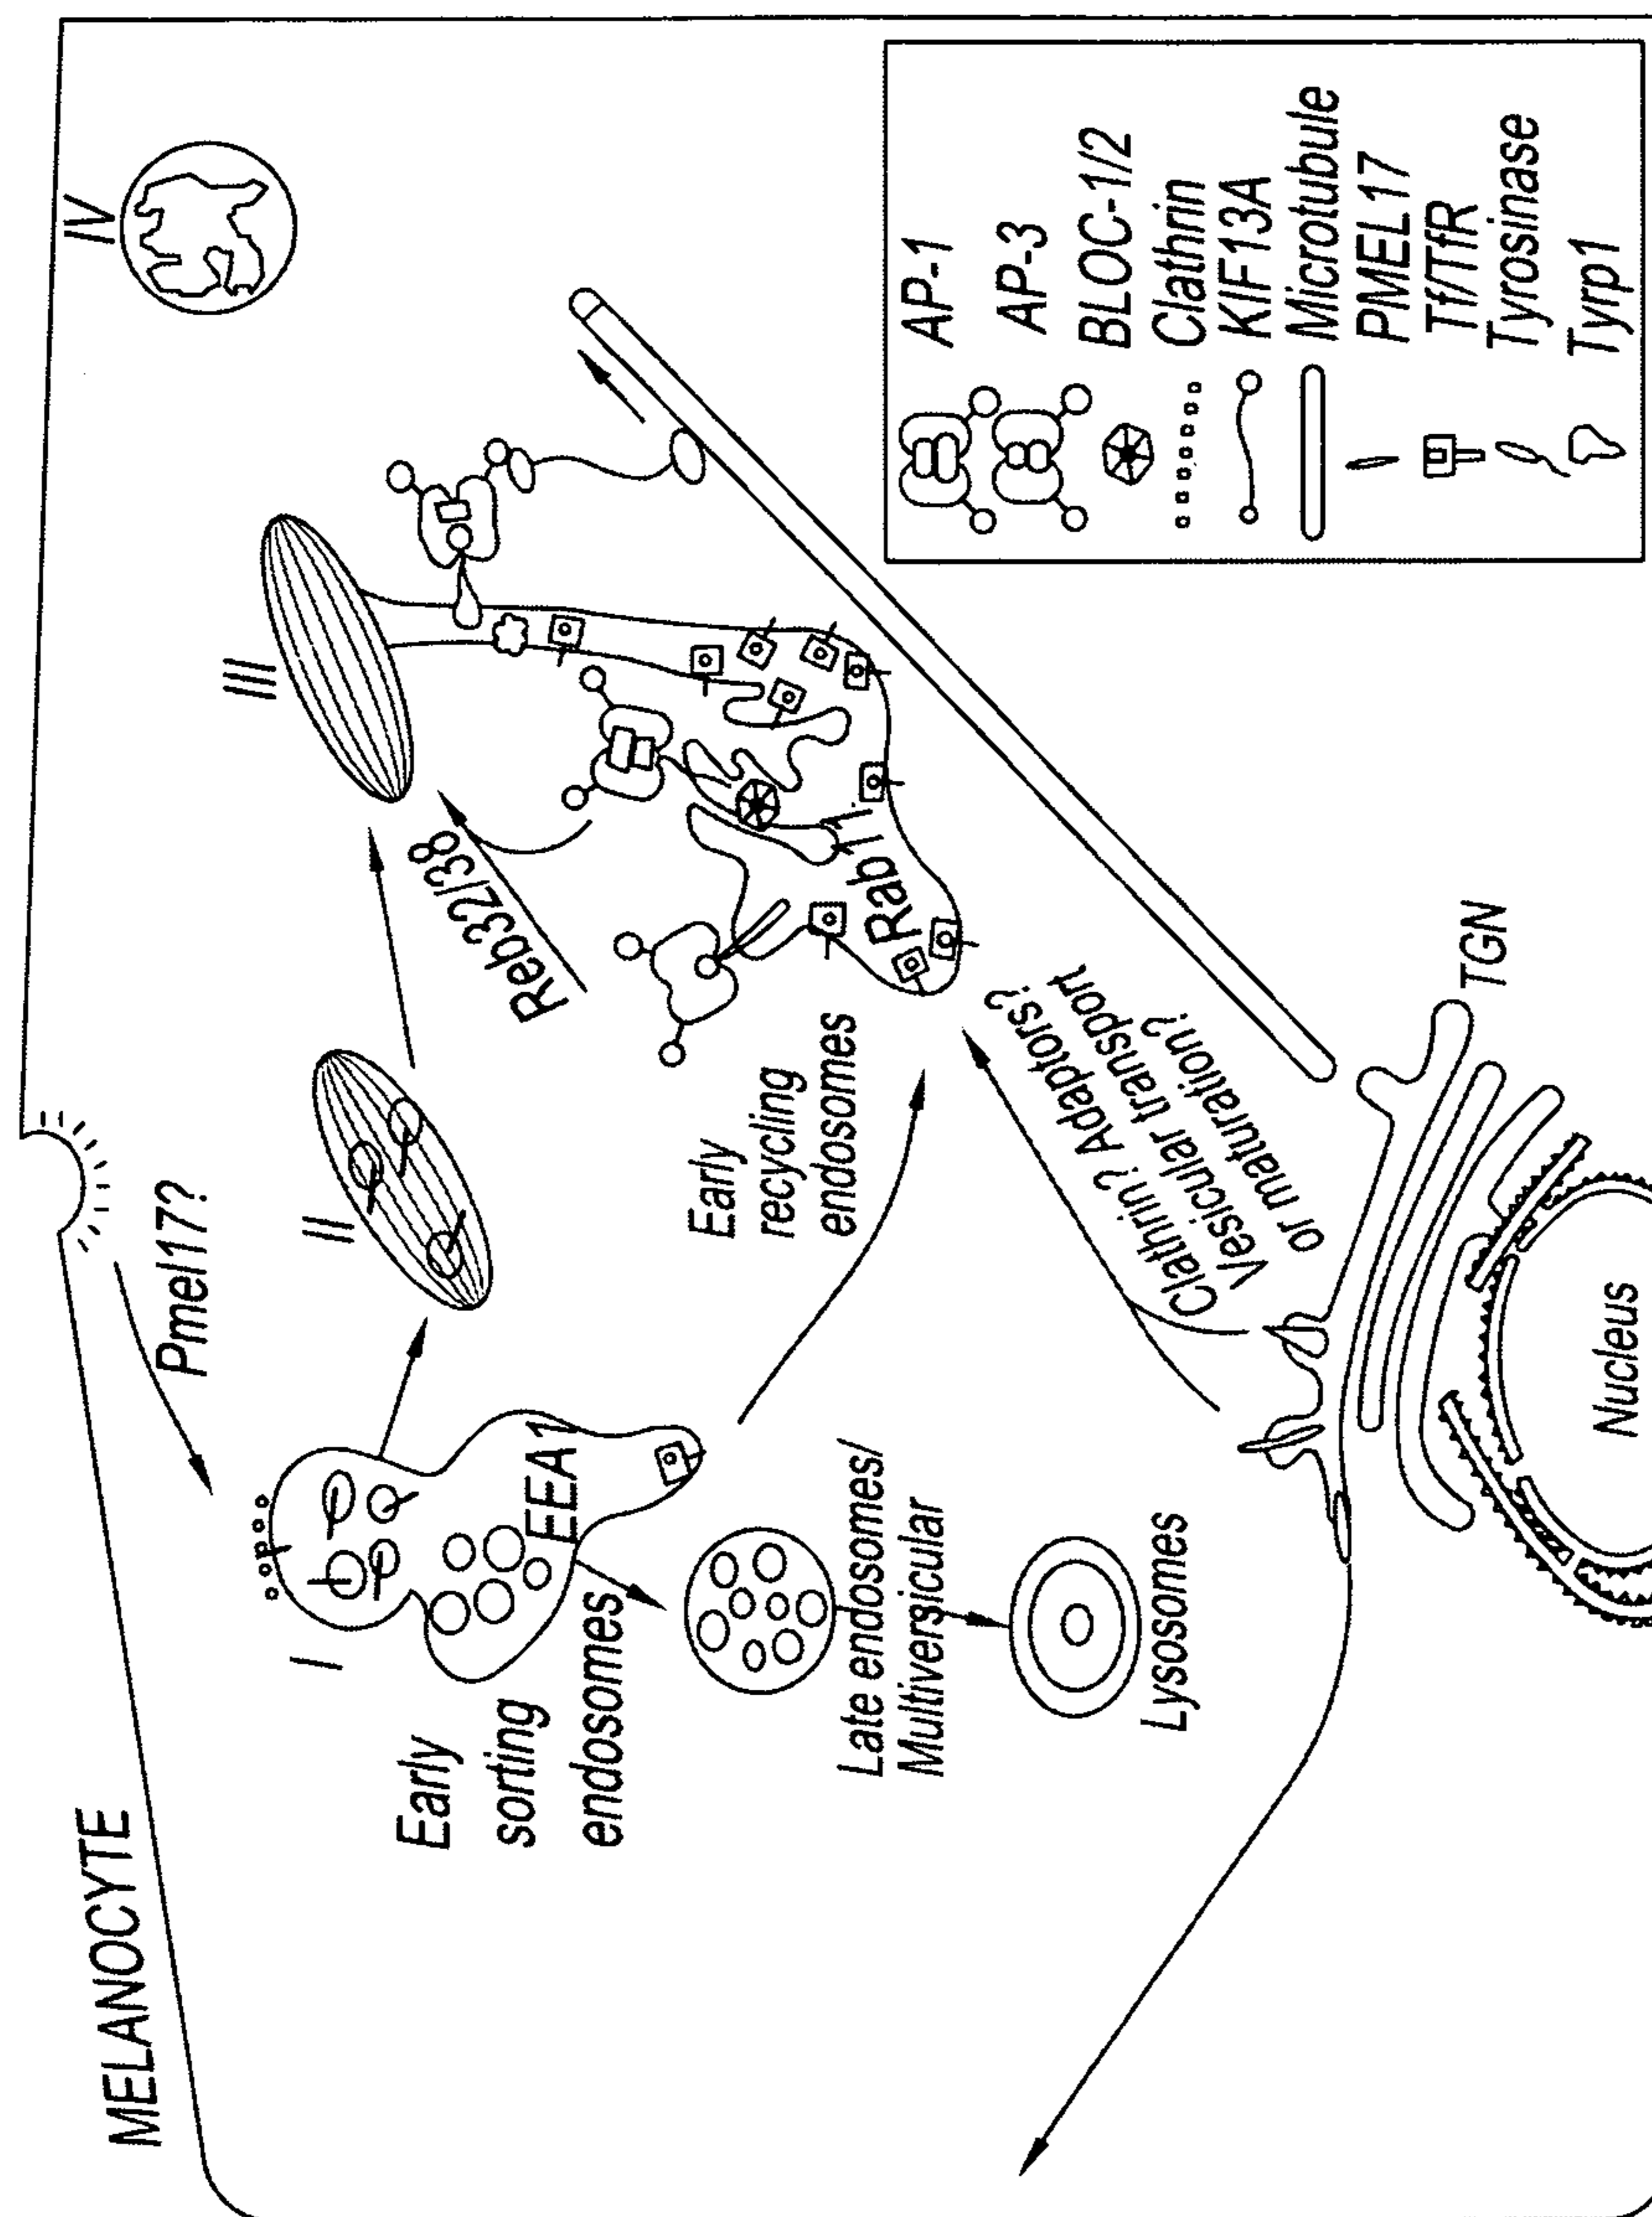 MELANOCYTE
Pmel17?
I
II
III
IV
Early
sorting
endosomes
EEA1
Late endosomes/
Multiversicular
Lysosomes
Early
recycling
endosomes
Reb32/38
Rab11
Clathrin? Adaptors?
Vesicular transport
or maturation?
TGN
Nucleus
AP-1
AP-3
BLOC-1/2
Clathrin
KIF13A
Microtubule
PMEL17
Tf/TfR
Tyrosinase
Tyrp1